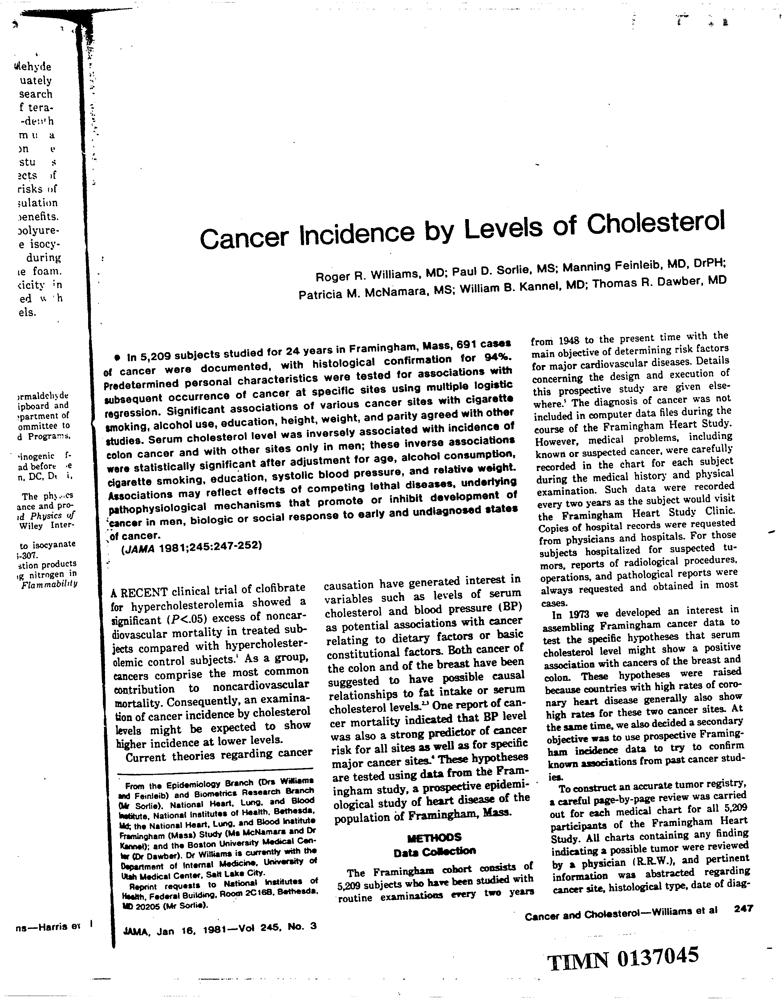 uately
search
f tera-
mu a
stu s
risks of
benefits.
polyure-
e isocy-
during
e foam.
els.
ormaldehyde
ipboard and
epartment of
ommittee to
d Programs,
ad before
n, DC,
The
ance and pro-
d Physics of
Wiley Inter-
to isocyanate
i-307.
stion products
g nitrogen in
Flammability
ns—Harris et
Cancer Incidence by Levels of Cholesterol
Roger R. Williams, MD; Paul D. Sorlie, MS; Manning Feinleib, MD, DrPH;
Patricia M. McNamara, MS; William B. Kannel, MD; Thomas R. Dawber, MD
● In 5,209 subjects studied for 24 years in Framingham, Mass, 691 cases
of cancer were documented, with histological confirmation for 94%.
Predetermined personal characteristics were tested for associations with
subsequent occurrence of cancer at specific sites using multiple logistic
regression. Significant associations of various cancer sites with cigarette
smoking, alcohol use, education, height, weight, and parity agreed with other
studies. Serum cholesterol level was inversely associated with incidence of
colon cancer and with other sites only in men; these inverse associations
were statistically significant after adjustment for age, alcohol consumption,
cigarette smoking, education, systolic blood pressure, and relative weight.
Associations may reflect effects of competing lethal diseases, underlying
pathophysiological mechanisms that promote or inhibit development of
cancer in men, biologic or social response to early and undiagnosed states
of cancer.
(JAMA 1981;245:247-252)
A RECENT clinical trial of clofibrate
for hypercholesterolemia showed a
significant (P<.05) excess of noncar-
diovascular mortality in treated sub-
jects compared with hypercholester-
olemic control subjects.¹ As a group,
cancers comprise the most common
contribution to noncardiovascular
mortality. Consequently, an examina-
tion of cancer incidence by cholesterol
levels might be expected to show
higher incidence at lower levels.
Current theories regarding cancer
From the Epidemiology Branch (Drs Williams
and Feinleib) and Biometrics Research Branch
(Mr Sorlie), National Heart, Lung, and Blood
Institute, National Institutes of Health, Bethesda,
Md; the National Heart, Lung, and Blood Institute
Framingham (Mass) Study (Ms McNamara and Dr
Kannel); and the Boston University Medical Cen-
ter (Dr Dawber). Dr Williams is currently with the
Department of Internal Medicine, University of
Utah Medical Center, Salt Lake City.
Reprint requests to National Institutes of
Health, Federal Building, Room 2C16B, Bethesda,
MD 20205 (Mr Sorlie).
causation have generated interest in
variables such as levels of serum
cholesterol and blood pressure (BP)
as potential associations with cancer
relating to dietary factors or basic
constitutional factors. Both cancer of
the colon and of the breast have been
suggested to have possible causal
relationships to fat intake or serum
cholesterol levels.²,³ One report of can-
cer mortality indicated that BP level
was also a strong predictor of cancer
risk for all sites as well as for specific
major cancer sites.⁴ These hypotheses
are tested using data from the Fram-
ingham study, a prospective epidemi-
ological study of heart disease of the
population of Framingham, Mass.
METHODS
Data Collection
The Framingham cohort consists of
5,209 subjects who have been studied with
routine examinations every two years
from 1948 to the present time with the
main objective of determining risk factors
for major cardiovascular diseases. Details
concerning the design and execution of
this prospective study are given else-
where.⁵ The diagnosis of cancer was not
included in computer data files during the
course of the Framingham Heart Study.
However, medical problems, including
known or suspected cancer, were carefully
recorded in the chart for each subject
during the medical history and physical
examination. Such data were recorded
every two years as the subject would visit
the Framingham Heart Study Clinic.
Copies of hospital records were requested
from physicians and hospitals. For those
subjects hospitalized for suspected tu-
mors, reports of radiological procedures,
operations, and pathological reports were
always requested and obtained in most
cases.
In 1973 we developed an interest in
assembling Framingham cancer data to
test the specific hypotheses that serum
cholesterol level might show a positive
association with cancers of the breast and
colon. These hypotheses were raised
because countries with high rates of coro-
nary heart disease generally also show
high rates for these two cancer sites. At
the same time, we also decided a secondary
objective was to use prospective Framing-
ham incidence data to try to confirm
known associations from past cancer stud-
ies.
To construct an accurate tumor registry,
a careful page-by-page review was carried
out for each medical chart for all 5,209
participants of the Framingham Heart
Study. All charts containing any finding
indicating a possible tumor were reviewed
by a physician (R.R.W.), and pertinent
information was abstracted regarding
cancer site, histological type, date of diag-
JAMA, Jan 16, 1981—Vol 245, No. 3
Cancer and Cholesterol—Williams et al 247
TIMN 0137045